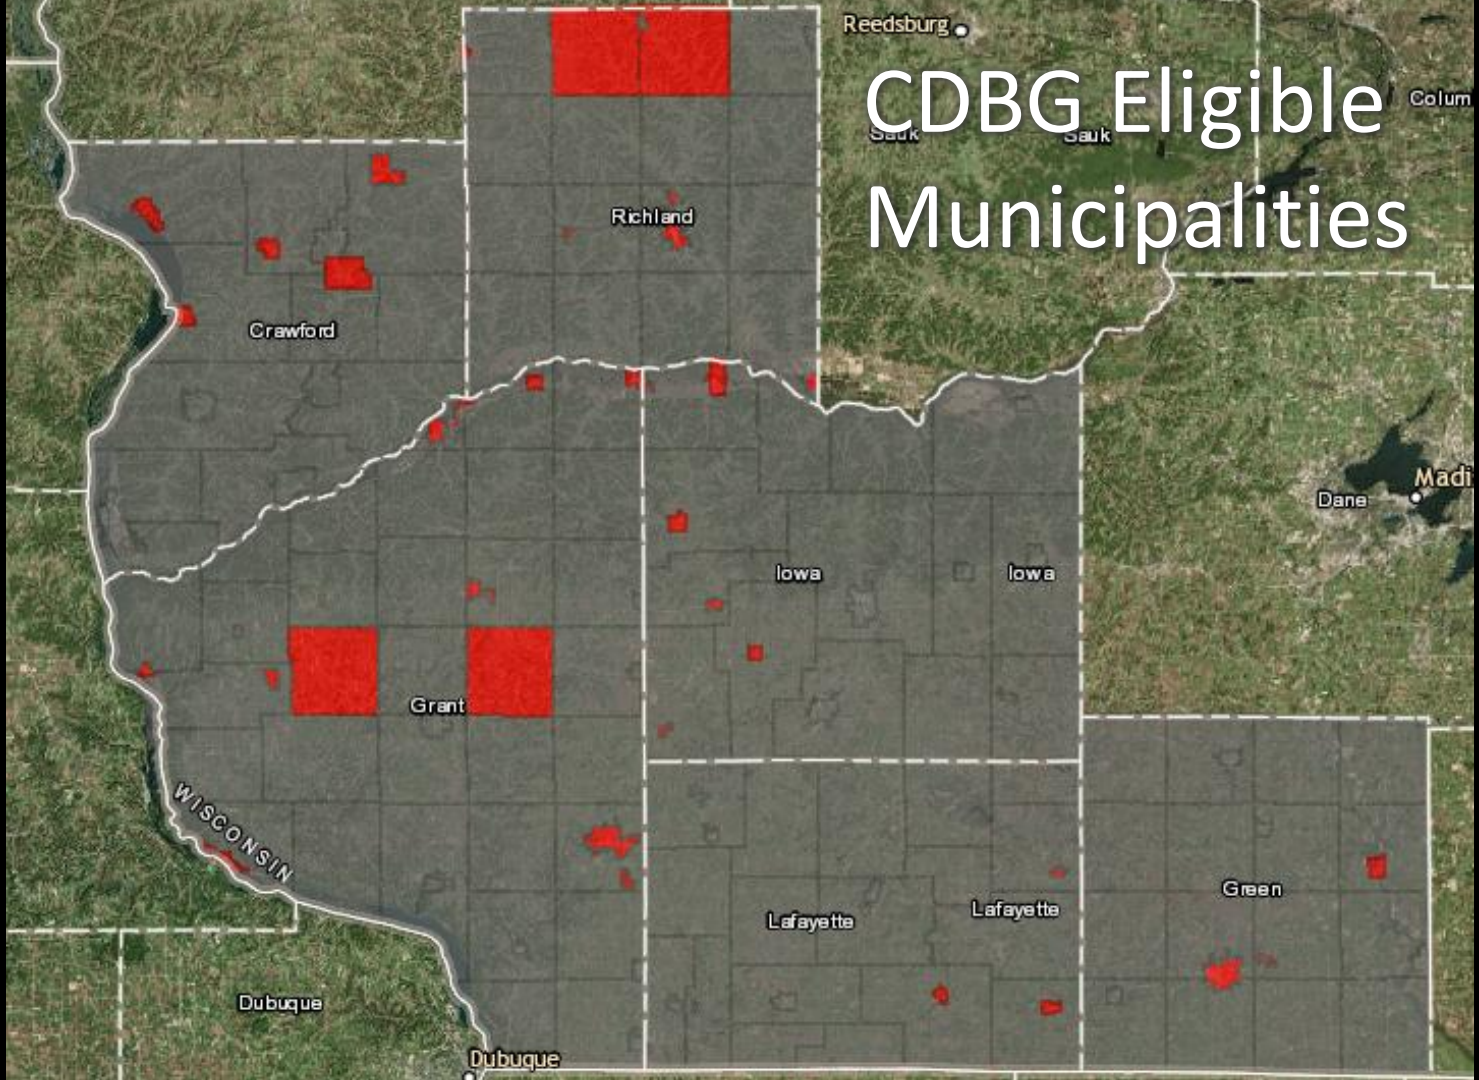 Reedsburg
CDBG Eligible
Municipalities
Colum
Sauk
Sauk
Richland
Crawford
Madi
Dane
Iowa
Iowa
Grant
WISCONSIN
Green
Lafayette
Lafayette
Dubuque
Dubuque